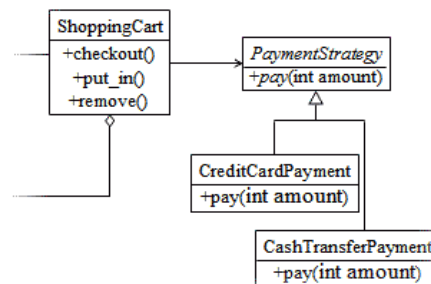 ShoppingCart
+checkout()
+put_in()
+remove()
PaymentStrategy
+pay(int amount)
CreditCardPayment
+pay(int amount)
CashTransferPayment
+pay(int amount)